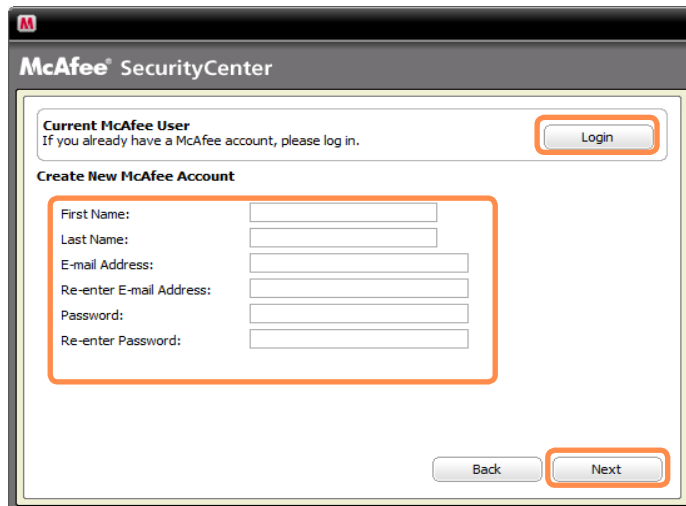 M
McAfee® SecurityCenter
Current McAfee User
If you already have a McAfee account, please log in.
Login
Create New McAfee Account
First Name:
Last Name:
E-mail Address:
Re-enter E-mail Address:
Password:
Re-enter Password:
Back
Next